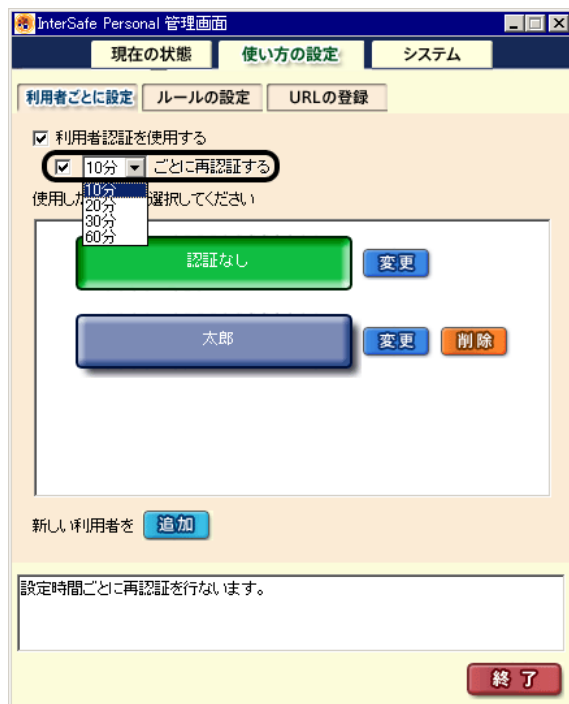 InterSafe Personal 管理画面
現在の状態 使い方の設定 システム
利用者ごとに設定 ルールの設定 URLの登録
利用者認証を使用する
10分 ごとに再認証する
10分
20分
30分
60分
使用した 選択してください
認証なし 変更
太郎 変更 削除
新しい利用者を 追加
設定時間ごとに再認証を行ないます。
終了